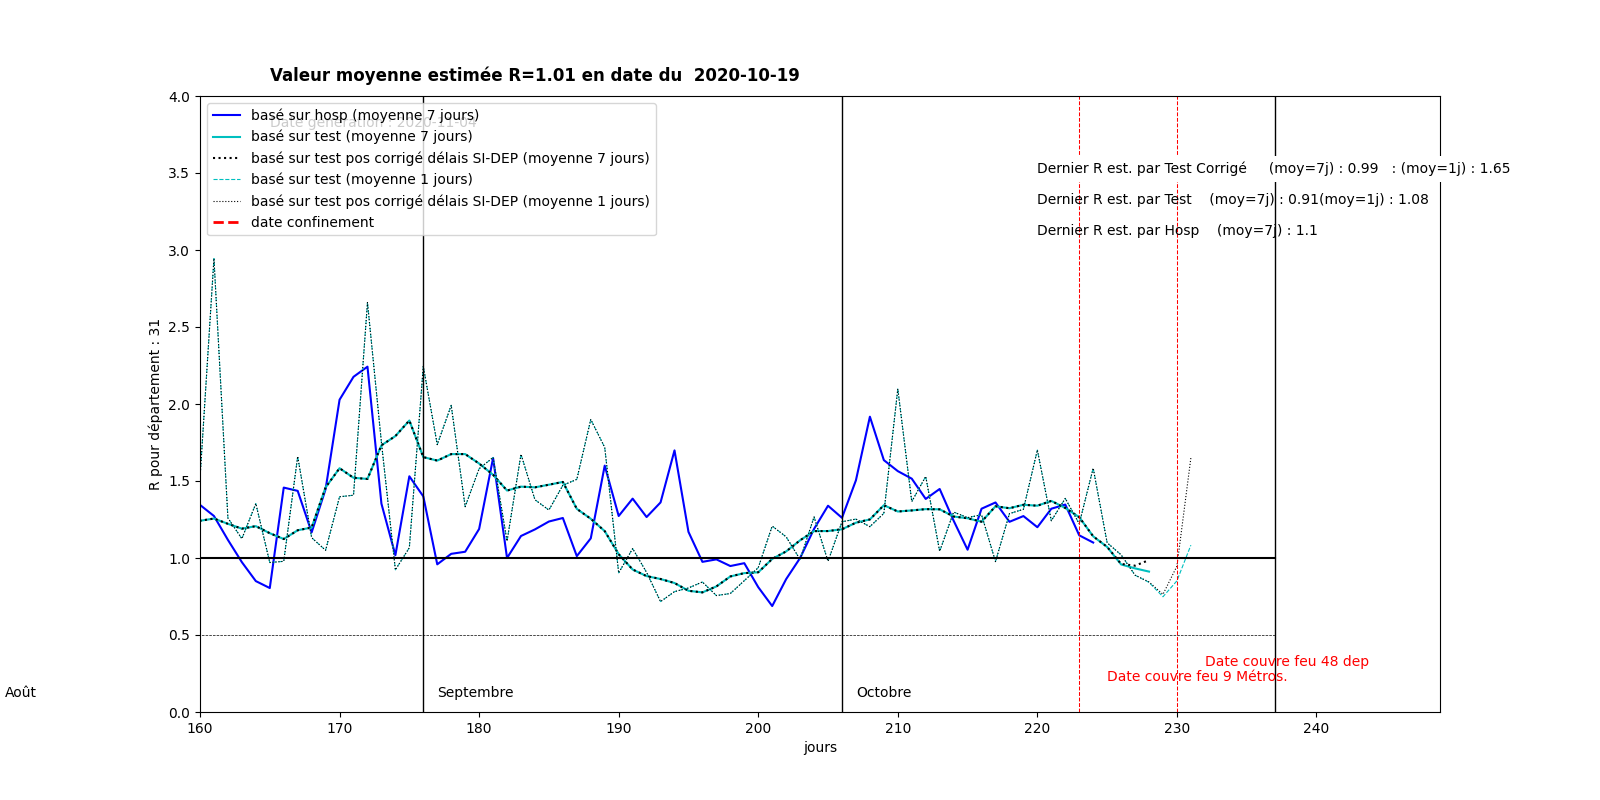 Valeur moyenne estimée R=1.01 en date du  2020-10-19
Date génération : 2020-11-04
basé sur hosp (moyenne 7 jours)
basé sur test (moyenne 7 jours)
basé sur test pos corrigé délais SI-DEP (moyenne 7 jours)
basé sur test (moyenne 1 jours)
basé sur test pos corrigé délais SI-DEP (moyenne 1 jours)
date confinement
Dernier R est. par Test Corrigé     (moy=7j) : 0.99   : (moy=1j) : 1.65
Dernier R est. par Test    (moy=7j) : 0.91(moy=1j) : 1.08
Dernier R est. par Hosp    (moy=7j) : 1.1
R pour département : 31
4.0
3.5
3.0
2.5
2.0
1.5
1.0
0.5
0.0
Date couvre feu 48 dep
Date couvre feu 9 Métros.
Août
Septembre
Octobre
160 170 180 190 200 210 220 230 240
jours